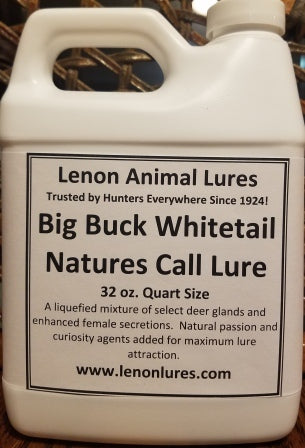 Lenon Animal Lures
Trusted by Hunters Everywhere Since 1924!
Big Buck Whitetail
Natures Call Lure
32 oz. Quart Size
A liquefied mixture of select deer glands and
enhanced female secretions.  Natural passion and
curiosity agents added for maximum lure
attraction.
www.lenonlures.com